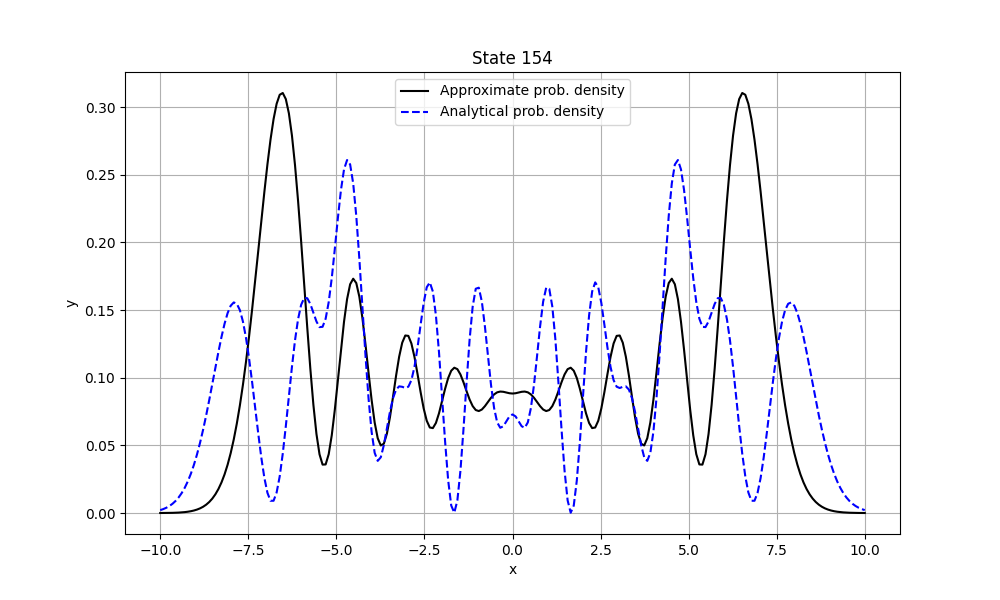 State 154
Approximate prob. density
Analytical prob. density
y
0.30
0.25
0.20
0.15
0.10
0.05
0.00
−10.0 −7.5 −5.0 −2.5 0.0 2.5 5.0 7.5 10.0
x